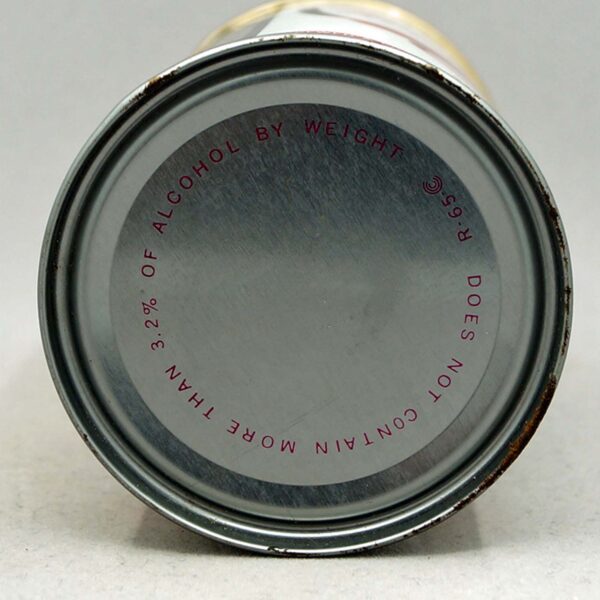 DOES NOT CONTAIN MORE THAN 3.2% OF ALCOHOL BY WEIGHT
R-65-C